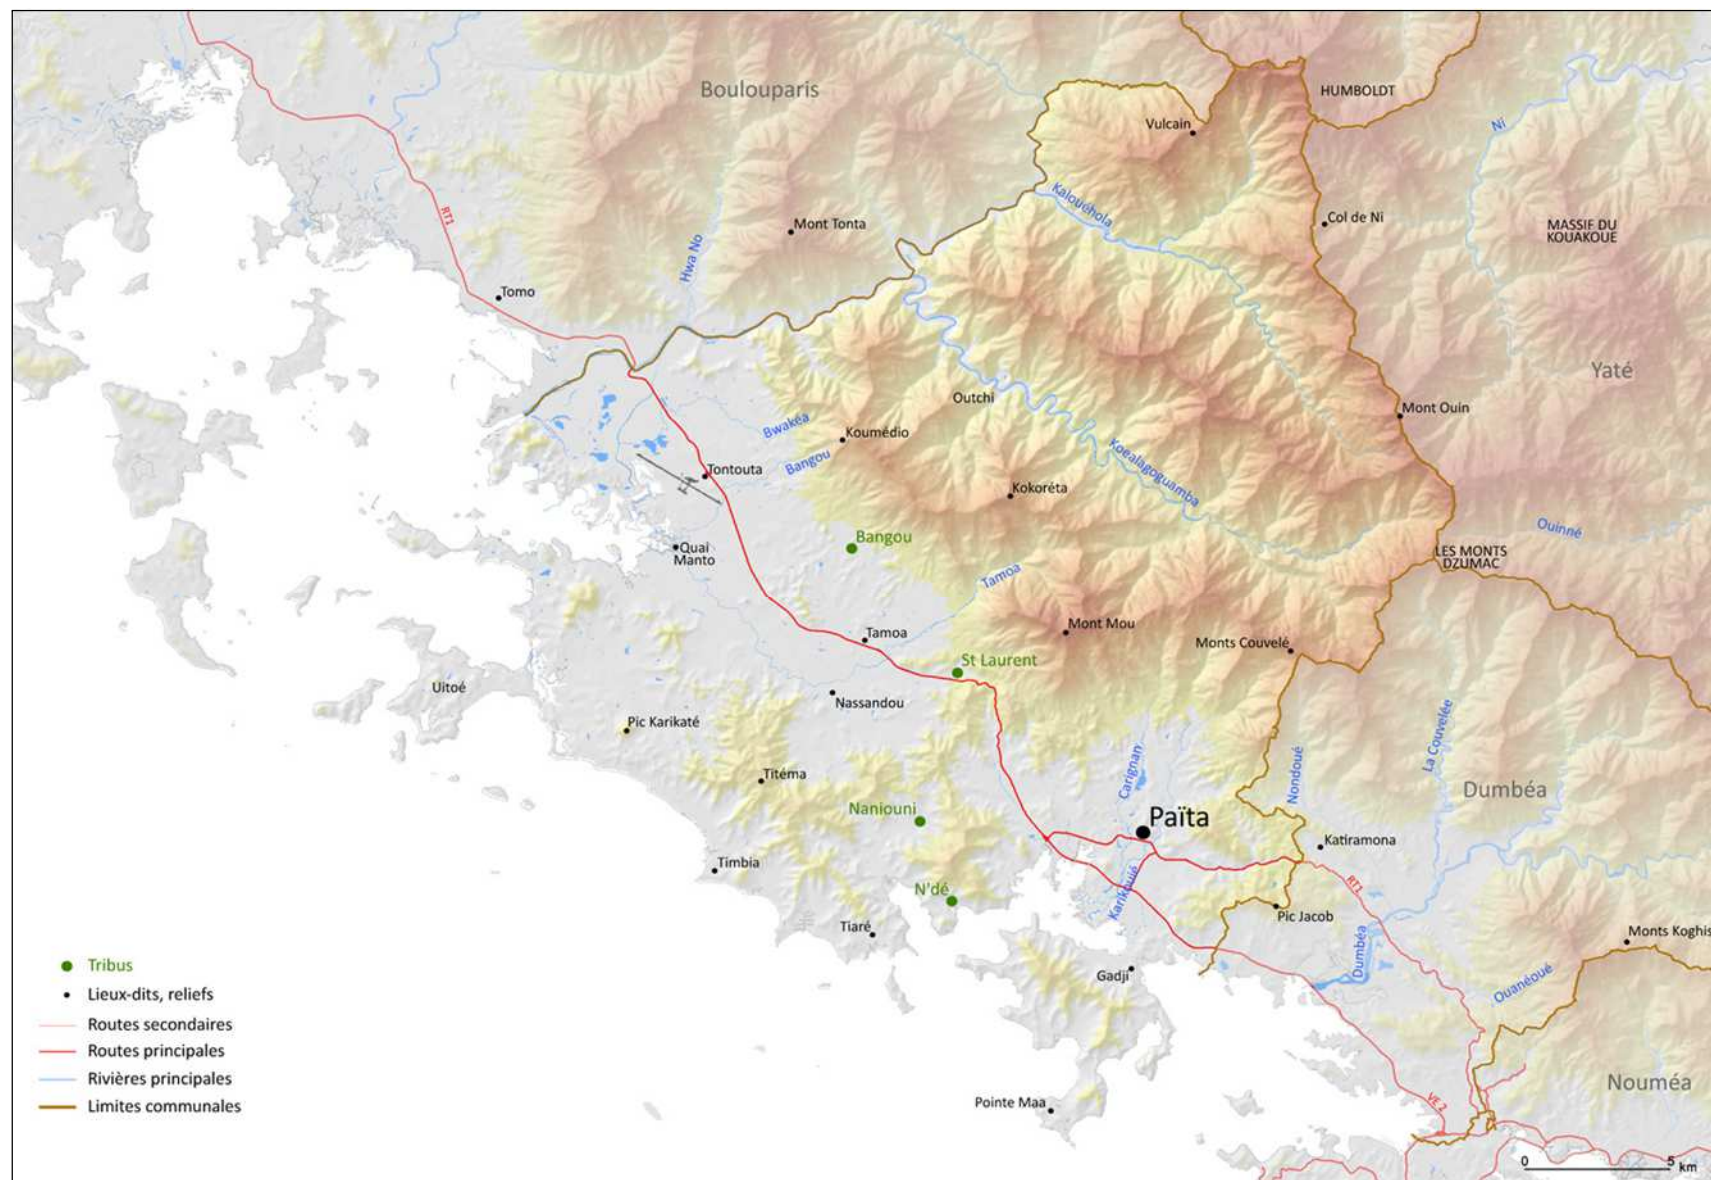 Boulouparis
HUMBOLDT
Vulcain
Ni
Kalouéhola
Col de Ni
MASSIF DU
KOUAKOUÉ
RT1
Mont Tonta
Hwa No
Tomo
Yaté
Outchi
Mont Ouin
Bwakéa
Koumédio
Bangou
Koealagoguamba
Tontouta
Kokoréta
Ouinné
Bangou
Quai
Manto
LES MONTS
DZUMAC
Tamoa
Mont Mou
Tamoa
Monts Couvelé
St Laurent
Uitoé
Nassandou
Pic Karikaté
La Couvelée
Carignan
Nondoué
Titéma
Dumbéa
Naniouni
Païta
Katiramona
Timbia
Karikouié
RT1
N'dé
Pic Jacob
Tiaré
Dumbéa
Monts Koghis
Gadji
Ouanéoué
Tribus
Lieux-dits, reliefs
Routes secondaires
Routes principales
Rivières principales
Limites communales
Pointe Maa
VE 2
Nouméa
0 5 km